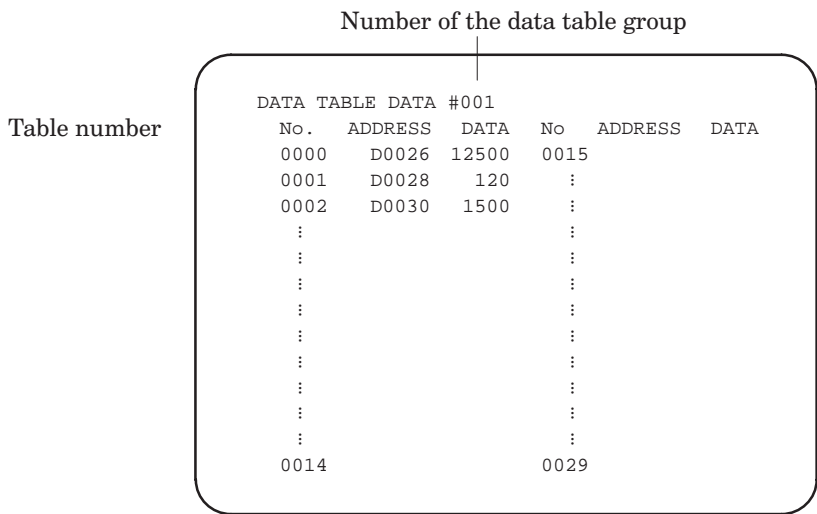 Number of the data table group
DATA TABLE DATA #001
Table number
No. ADDRESS DATA No ADDRESS DATA
0000 D0026 12500 0015
0001 D0028 120 ⋮
0002 D0030 1500 ⋮
⋮ ⋮
⋮ ⋮
⋮ ⋮
⋮ ⋮
⋮ ⋮
⋮ ⋮
⋮ ⋮
⋮ ⋮
⋮ ⋮
0014 0029